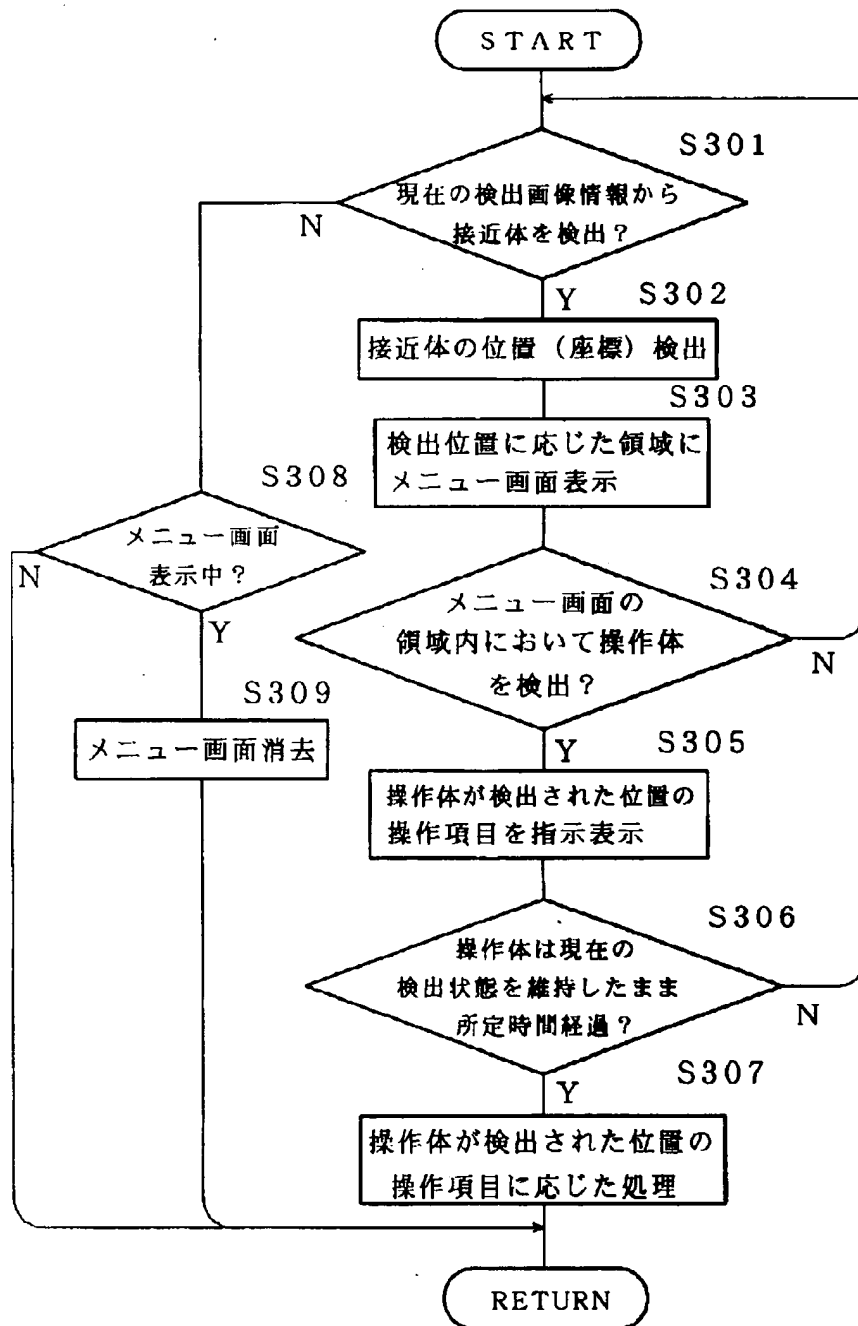 START
S301
現在の検出画像情報から
接近体を検出？
N
Y
S302
接近体の位置（座標）検出
S303
検出位置に応じた領域に
メニュー画面表示
S308
メニュー画面
表示中？
N
Y
S304
メニュー画面の
領域内において操作体
を検出？
N
Y
S309
メニュー画面消去
S305
操作体が検出された位置の
操作項目を指示表示
S306
操作体は現在の
検出状態を維持したまま
所定時間経過？
N
Y
S307
操作体が検出された位置の
操作項目に応じた処理
RETURN